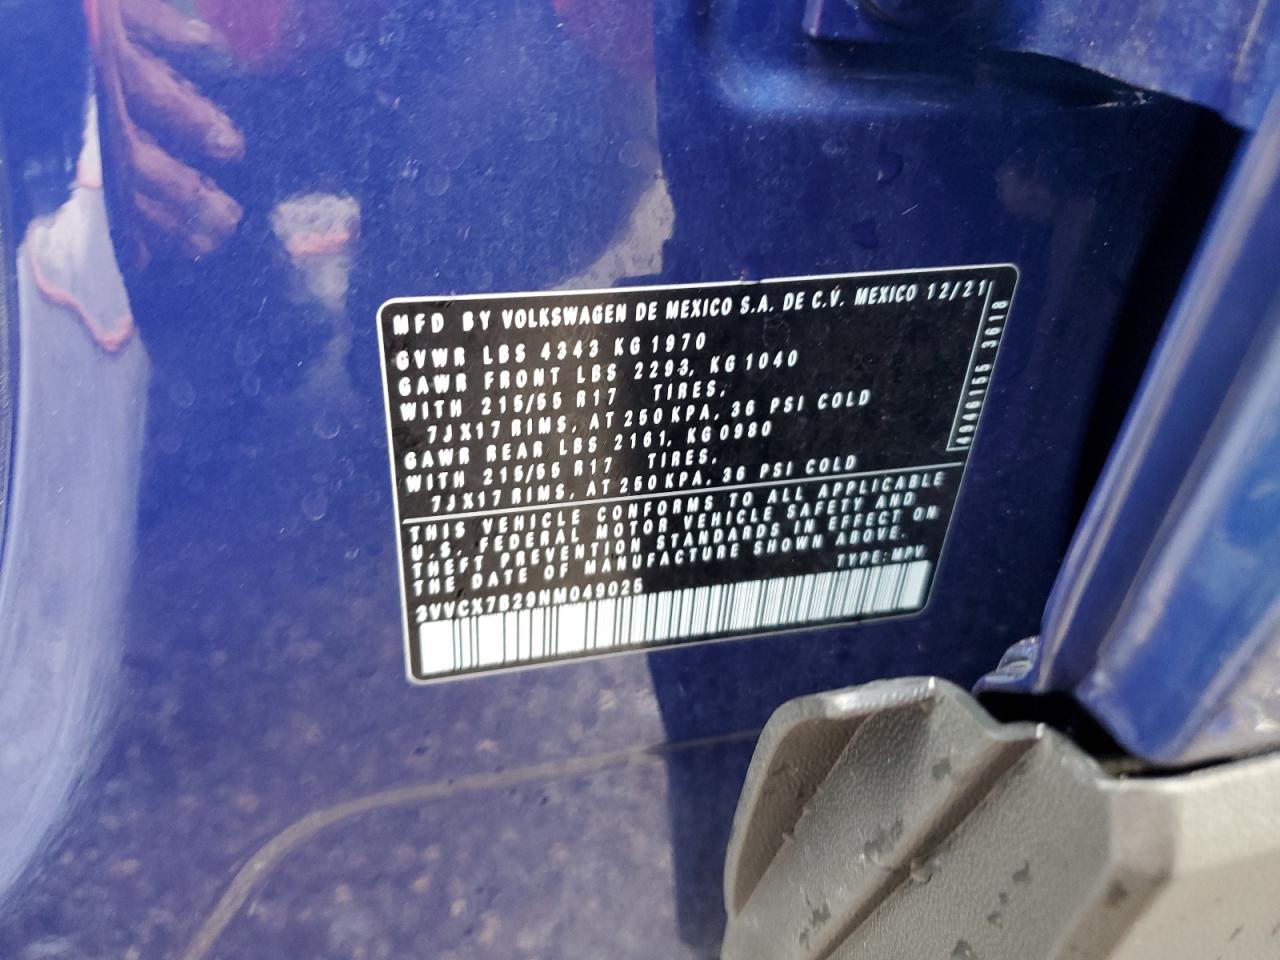 MFD BY VOLKSWAGEN DE MEXICO S.A. DE C.V. MEXICO 12/21
GVWR LBS 4343 KG 1970
GAWR FRONT LBS 2293, KG 1040
WITH 215/55 R17 TIRES,
7JX17 RIMS, AT 250 KPA, 36 PSI COLD
GAWR REAR LBS 2161, KG 0980
WITH 215/55 R17 TIRES,
7JX17 RIMS, AT 250 KPA, 36 PSI COLD
THIS VEHICLE CONFORMS TO ALL APPLICABLE
U.S. FEDERAL MOTOR VEHICLE SAFETY AND
THEFT PREVENTION STANDARDS IN EFFECT ON
THE DATE OF MANUFACTURE SHOWN ABOVE.
TYPE: MPV
3VVCX7B29NM049025
4946155 3618